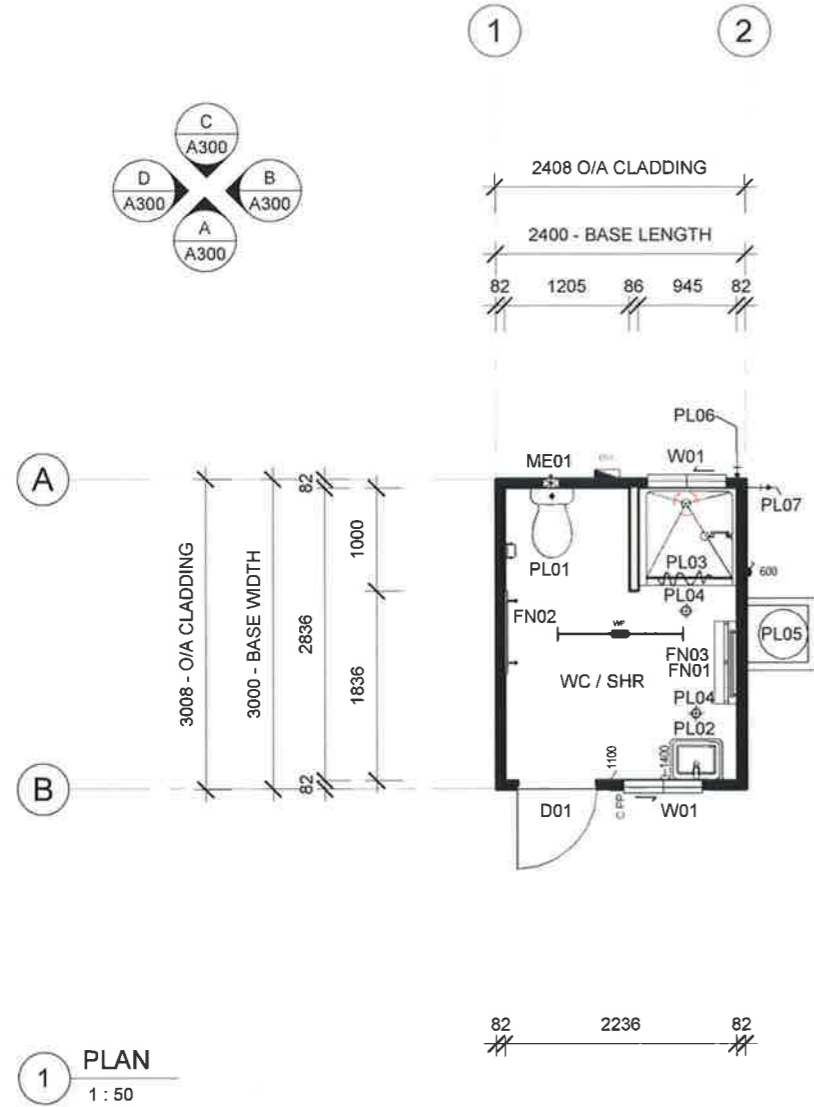 1
2
C
A300
D
A300
B
A300
A
A300
2408 O/A CLADDING
2400 - BASE LENGTH
82 1205 86 945 82
PL06
A
ME01
W01
PL07
82
1000
PL01
PL03
600
PL04
3008 - O/A CLADDING
3000 - BASE WIDTH
2836
1836
FN02
WP
PL05
FN03
FN01
WC / SHR
PL04
PL02
1100
1400
82
B
D01
C PP
W01
82 2236 82
1 PLAN
1 : 50